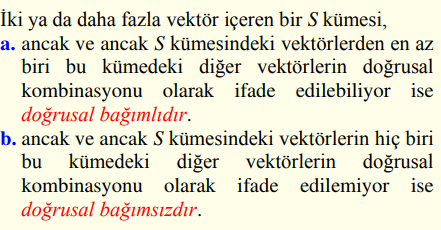 İki ya da daha fazla vektör içeren bir S kümesi,
a. ancak ve ancak S kümesindeki vektörlerden en az
biri bu kümedeki diğer vektörlerin doğrusal
kombinasyonu olarak ifade edilebiliyor ise
doğrusal bağımlıdır.
b. ancak ve ancak S kümesindeki vektörlerin hiç biri
bu kümedeki diğer vektörlerin doğrusal
kombinasyonu olarak ifade edilemiyor ise
doğrusal bağımsızdır.